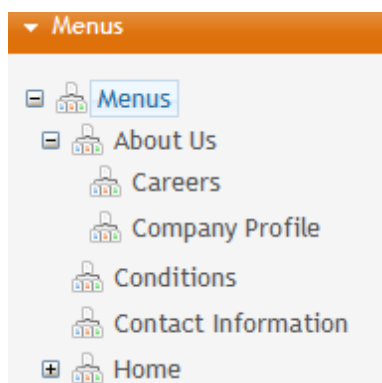 Menus
Menus
About Us
Careers
Company Profile
Conditions
Contact Information
Home